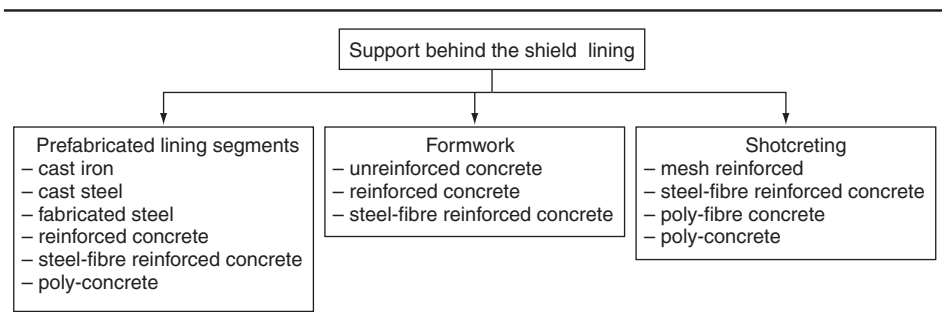 Support behind the shield lining
Prefabricated lining segments
– cast iron
– cast steel
– fabricated steel
– reinforced concrete
– steel-fibre reinforced concrete
– poly-concrete
Formwork
– unreinforced concrete
– reinforced concrete
– steel-fibre reinforced concrete
Shotcreting
– mesh reinforced
– steel-fibre reinforced concrete
– poly-fibre concrete
– poly-concrete